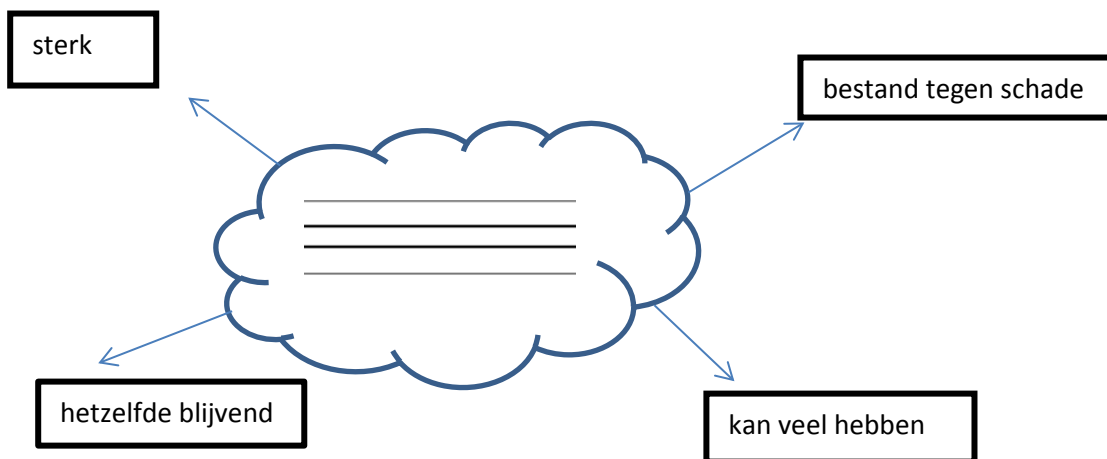 sterk
bestand tegen schade
hetzelfde blijvend
kan veel hebben